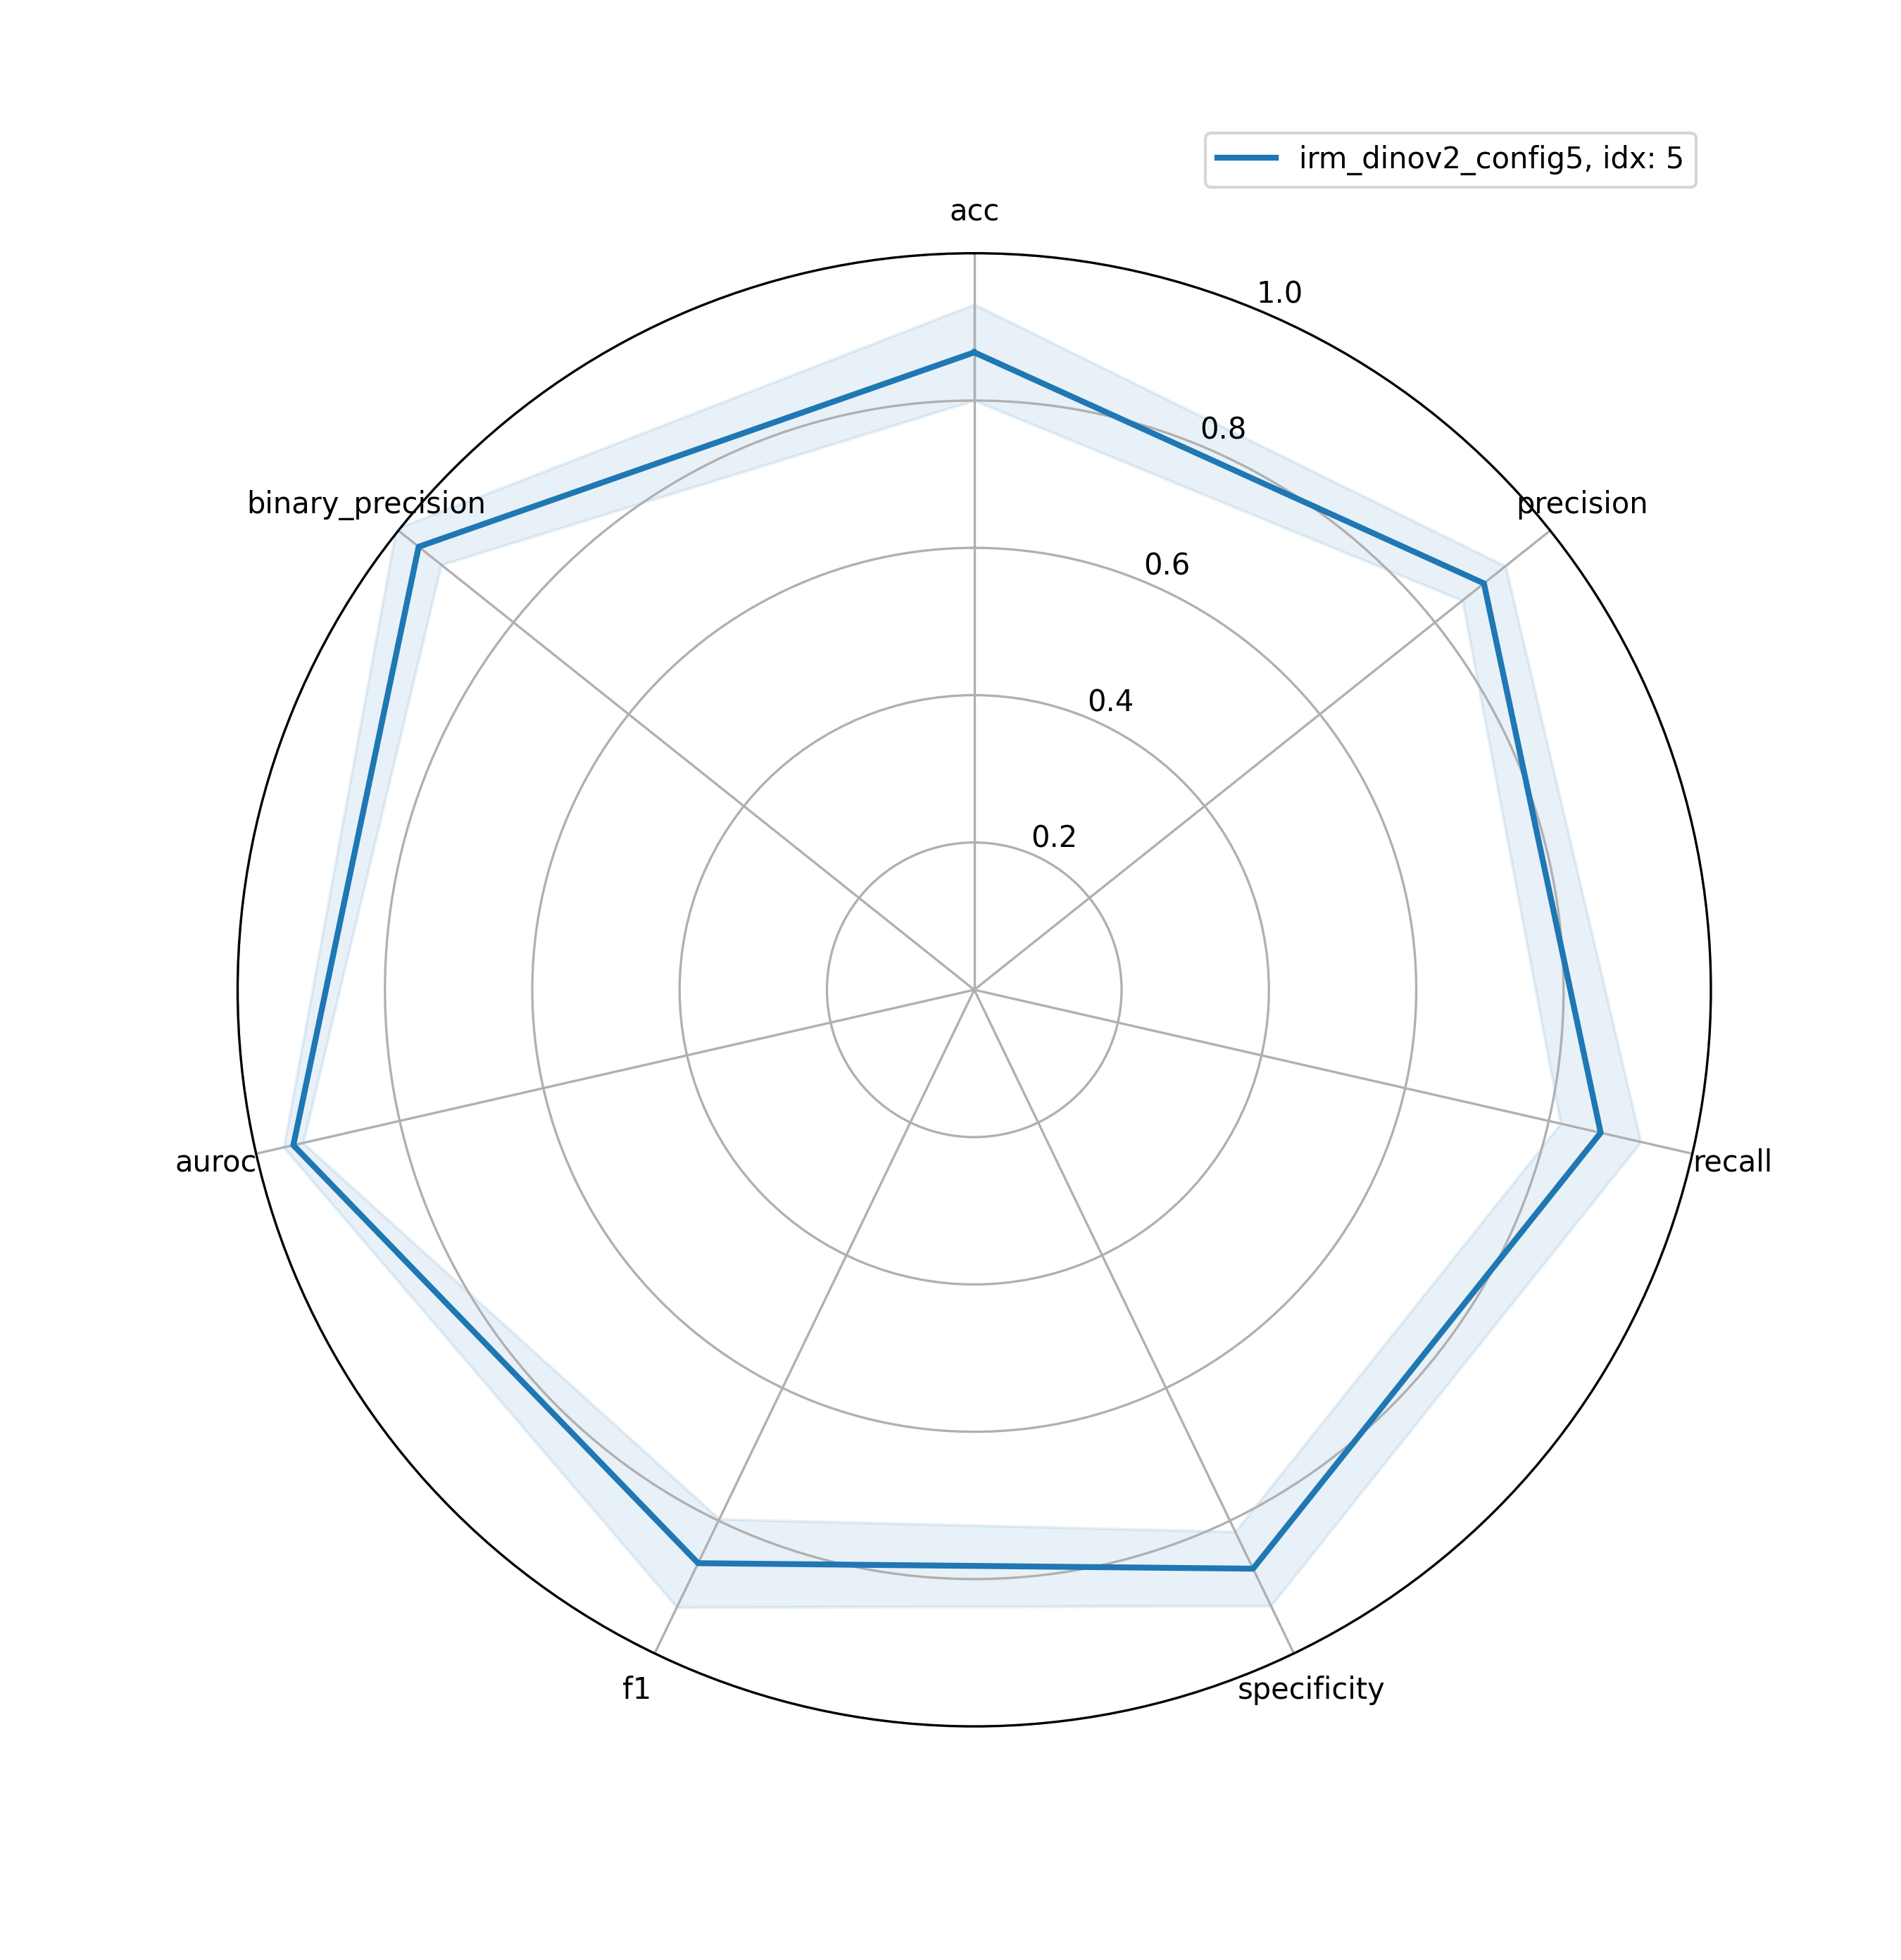 irm_dinov2_config5, idx: 5
acc
1.0
0.8
binary_precision
precision
0.6
0.4
0.2
auroc
recall
f1
specificity